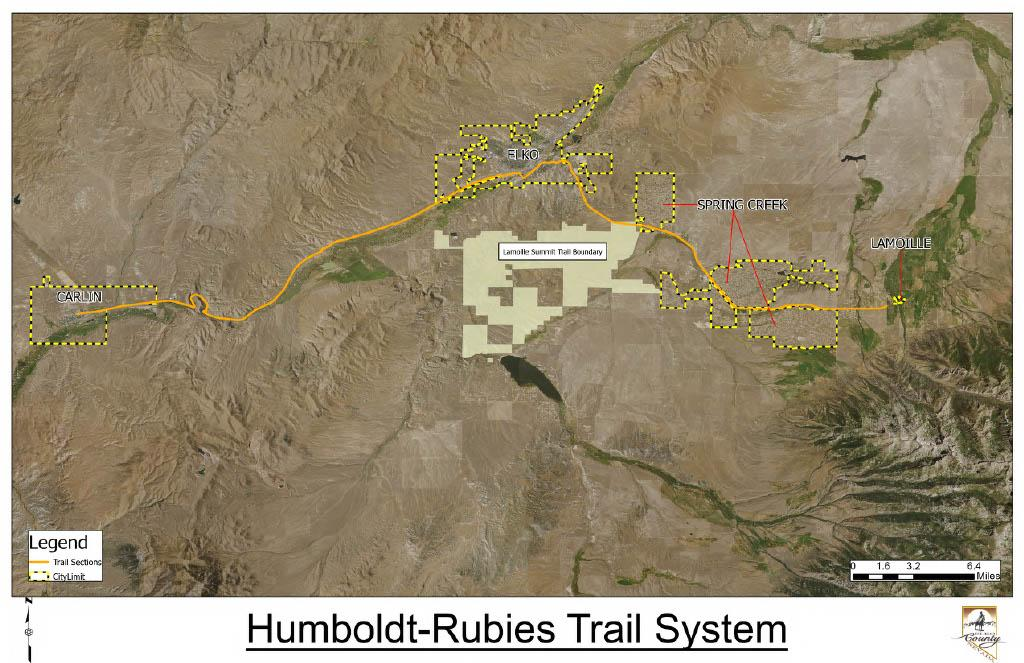 ELKO
SPRING CREEK
LAMOILLE
Lamoille Summit Trail Boundary
CARLIN
Legend
Trail Sections
CityLimit
0 1.6 3.2 6.4
Miles
N
Humboldt-Rubies Trail System
County
NEVADA